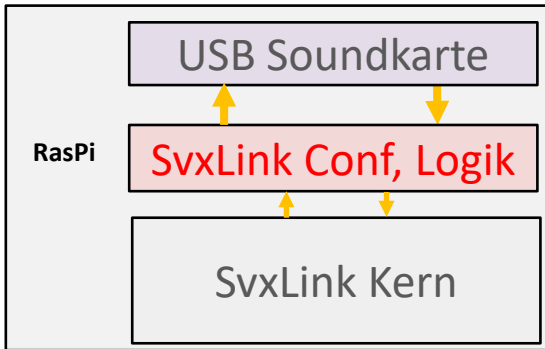 USB Soundkarte
RasPi
SvxLink Conf, Logik
SvxLink Kern